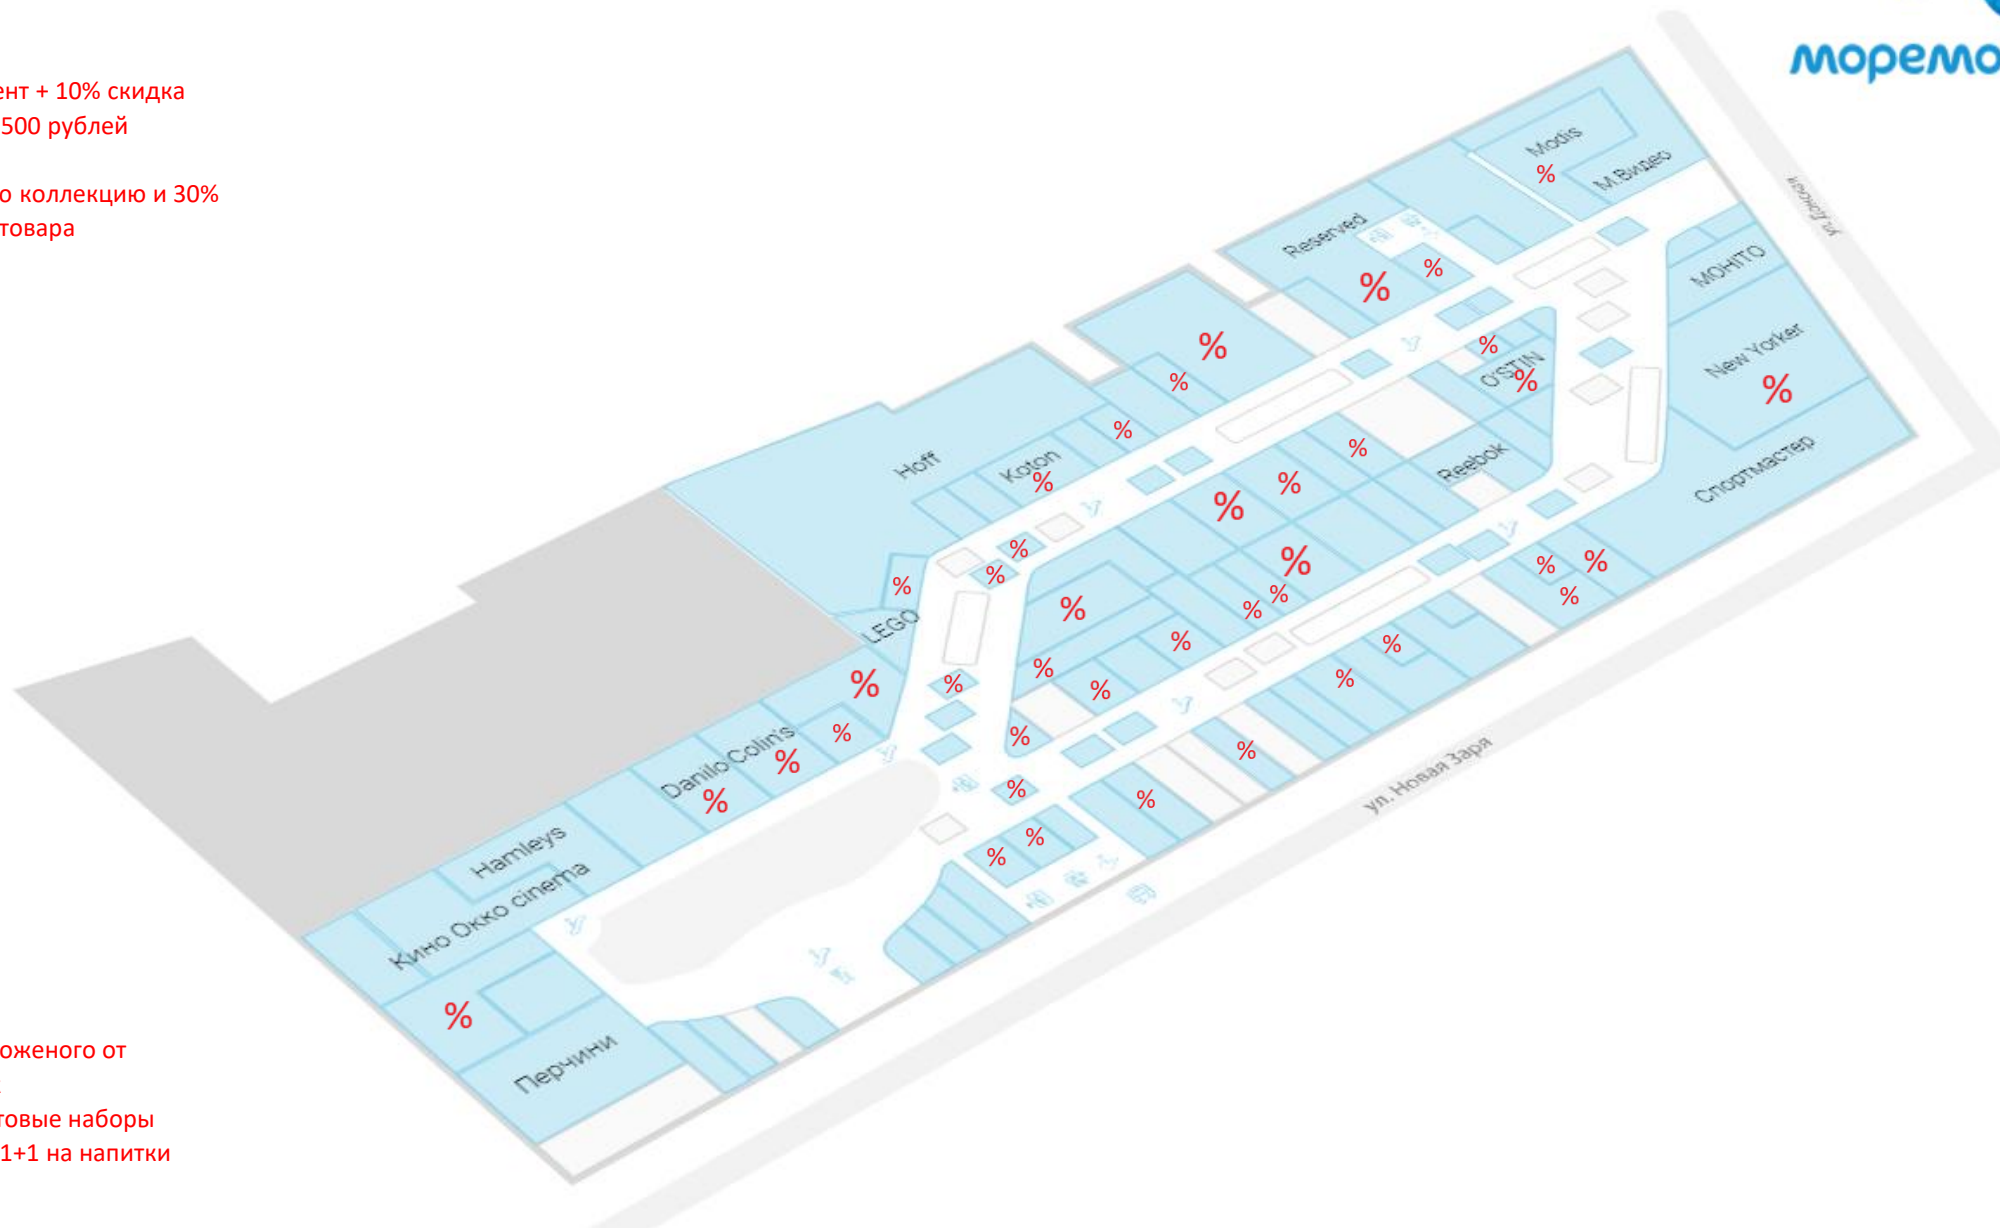 моремо
ент + 10% скидка
500 рублей
ю коллекцию и 30%
товара
Modis
%
М.Видео
ул. Донская
Reserved
%
%
MOHITO
New Yorker
%
%
%
%
O'STIN
%
Спортмастер
Hoff
Koton
%
%
%
%
%
Reebok
%
%
%
%
%
%
%
%
%
%
%
LEGO
%
%
%
%
%
%
%
%
%
%
Danilo
Colin's
%
%
%
%
%
%
%
%
%
ул. Новая Заря
Hamleys
Кино Окко cinema
%
Перчини
оженого от
товые наборы
1+1 на напитки